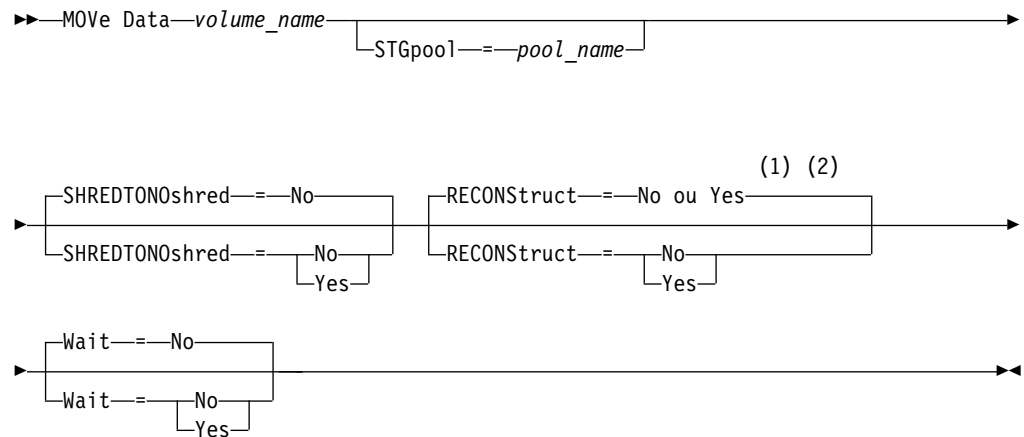 MOVe Data volume_name
STGpool = pool_name
(1) (2)
SHREDTONOshred = No RECONStruct = No ou Yes
SHREDTONOshred = No RECONStruct = No
Yes Yes
Wait = No
Wait = No
Yes